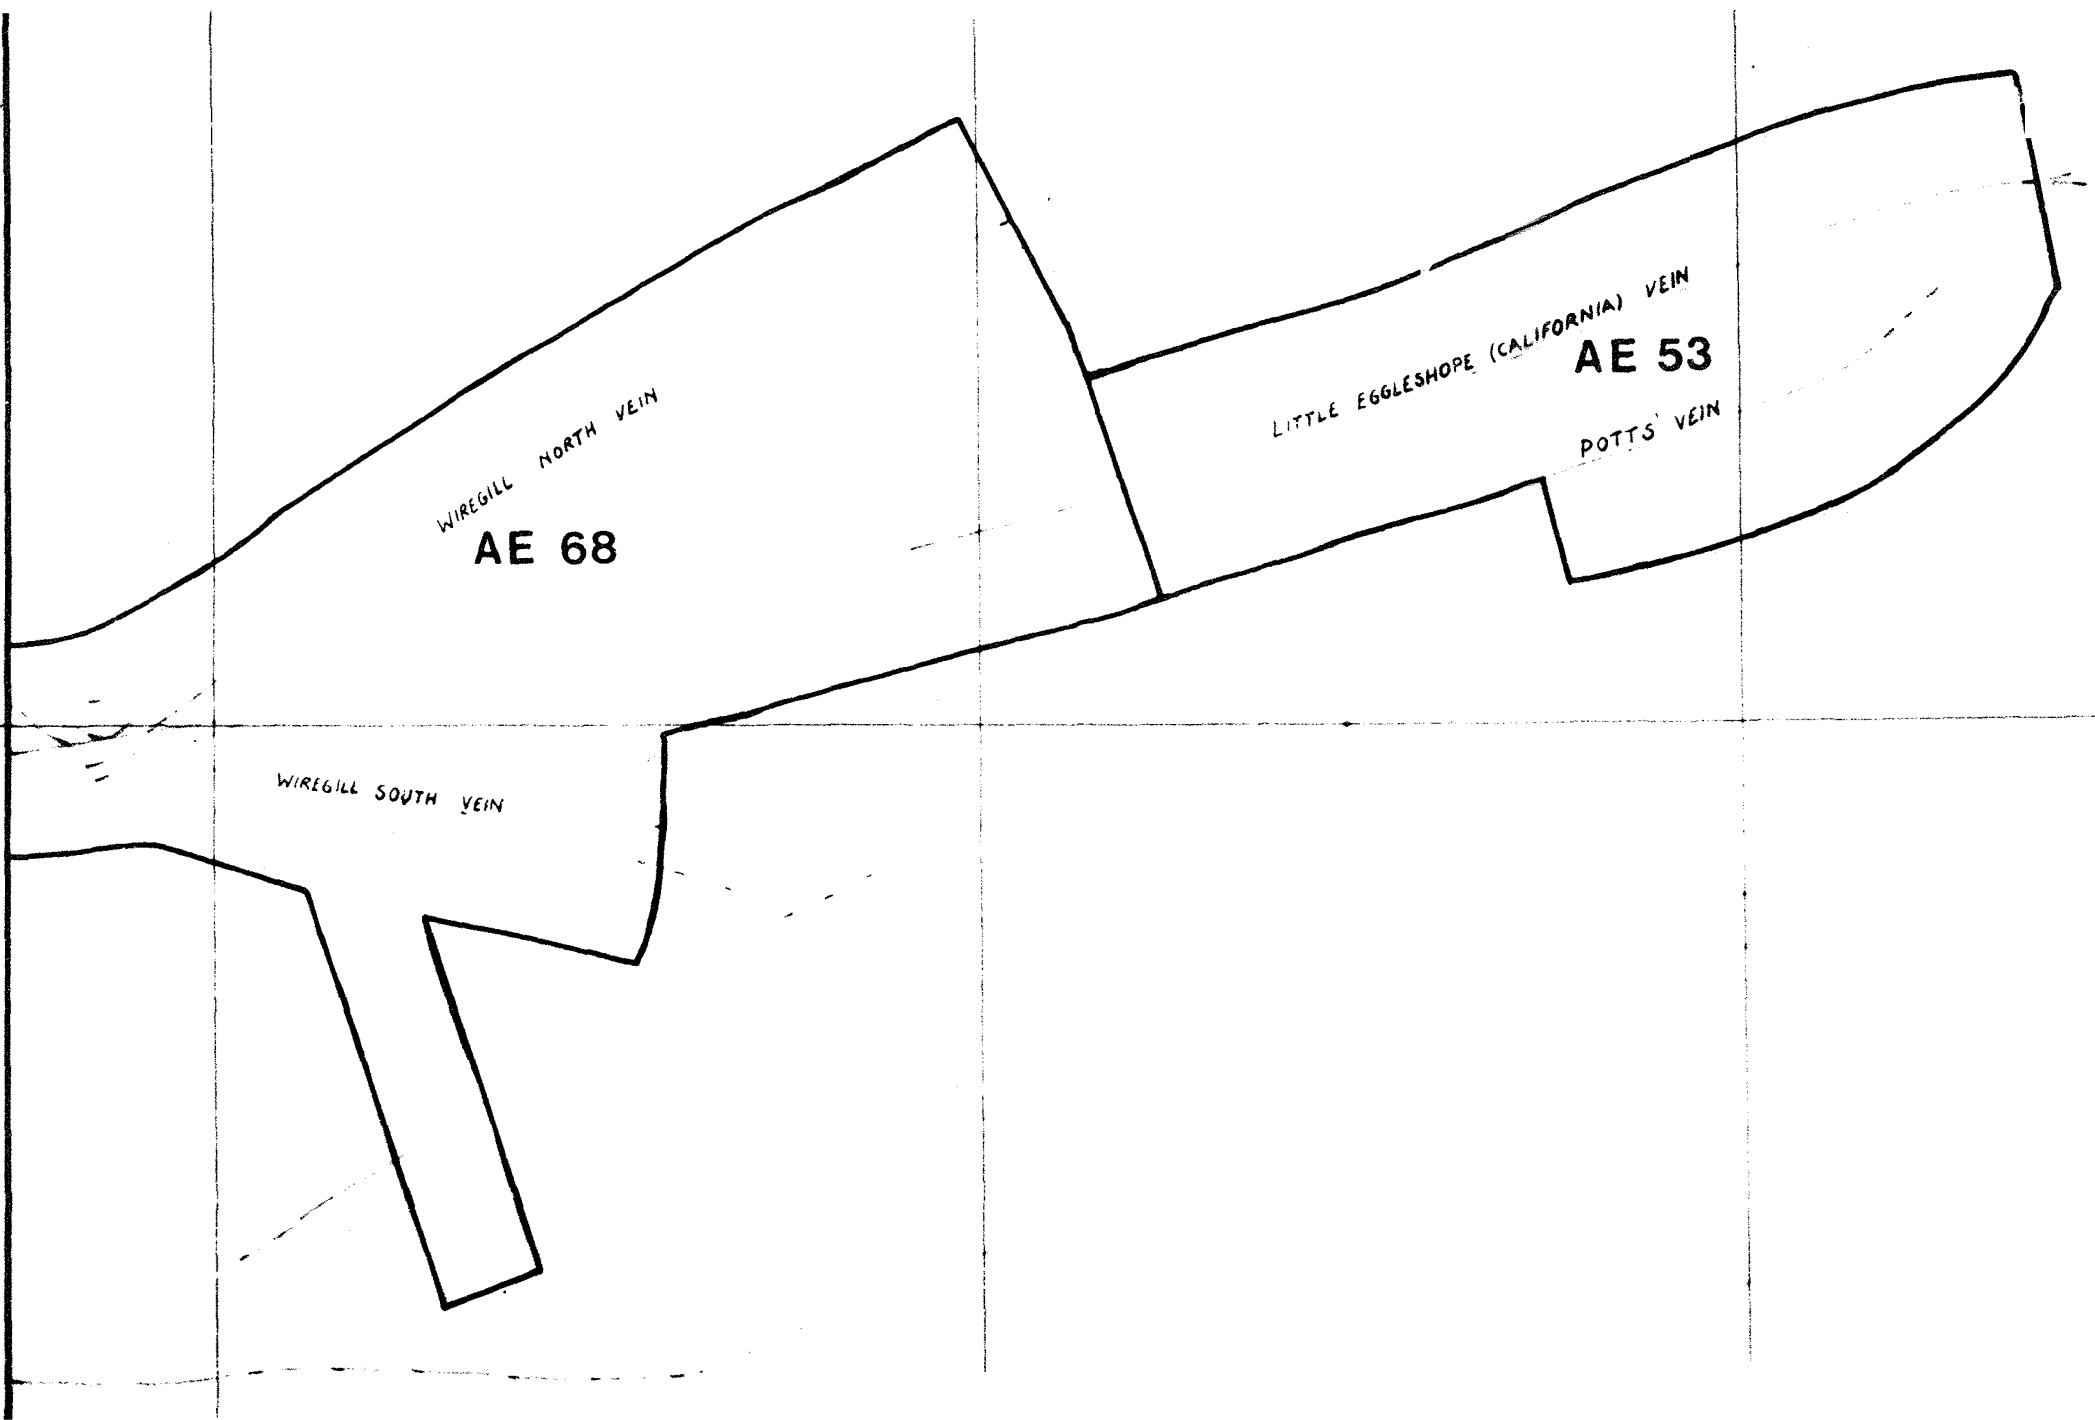 LITTLE EGGLESHOPE (CALIFORNIA) VEIN
AE 53
POTTS' VEIN
WIREGILL NORTH VEIN
AE 68
WIREGILL SOUTH VEIN